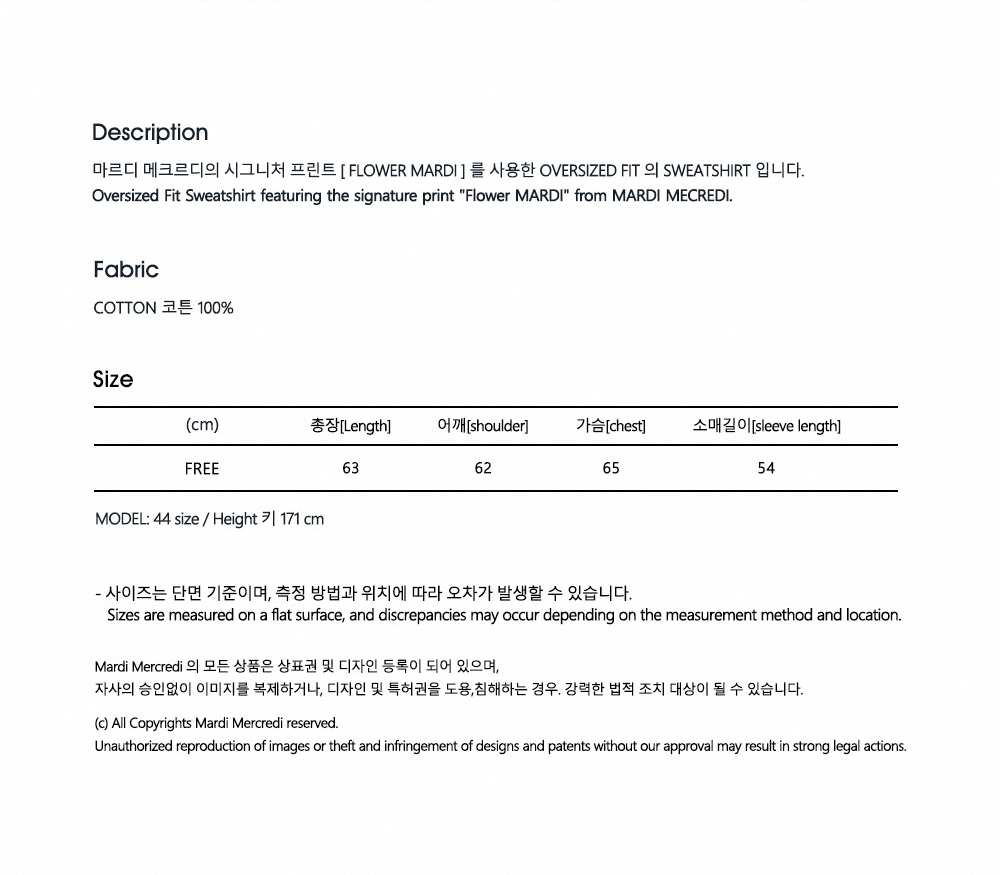 Description
마르디 메크르디의 시그니처 프린트 [ FLOWER MARDI ] 를 사용한 OVERSIZED FIT 의 SWEATSHIRT 입니다.
Oversized Fit Sweatshirt featuring the signature print "Flower MARDI" from MARDI MECREDI.
Fabric
COTTON 코튼 100%
Size
(cm) 총장[Length] 어깨[shoulder] 가슴[chest] 소매길이[sleeve length]
FREE 63 62 65 54
MODEL: 44 size / Height 키 171 cm
- 사이즈는 단면 기준이며, 측정 방법과 위치에 따라 오차가 발생할 수 있습니다.
Sizes are measured on a flat surface, and discrepancies may occur depending on the measurement method and location.
Mardi Mercredi 의 모든 상품은 상표권 및 디자인 등록이 되어 있으며,
자사의 승인없이 이미지를 복제하거나, 디자인 및 특허권을 도용,침해하는 경우. 강력한 법적 조치 대상이 될 수 있습니다.
(c) All Copyrights Mardi Mercredi reserved.
Unauthorized reproduction of images or theft and infringement of designs and patents without our approval may result in strong legal actions.